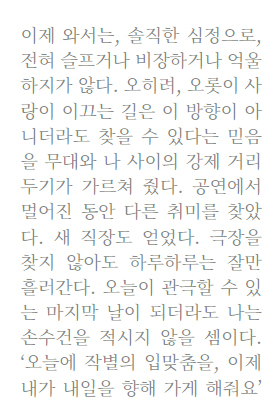 이제 와서는, 솔직한 심정으로,
전혀 슬프거나 비장하거나 억울
하지가 않다. 오히려, 오롯이 사
랑이 이끄는 길은 이 방향이 아
니더라도 찾을 수 있다는 믿음
을 무대와 나 사이의 강제 거리
두기가 가르쳐 줬다. 공연에서
멀어진 동안 다른 취미를 찾았
다. 새 직장도 얻었다. 극장을
찾지 않아도 하루하루는 잘만
흘러간다. 오늘이 관극할 수 있
는 마지막 날이 되더라도 나는
손수건을 적시지 않을 셈이다.
‘오늘에 작별의 입맞춤을, 이제
내가 내일을 향해 가게 해줘요’